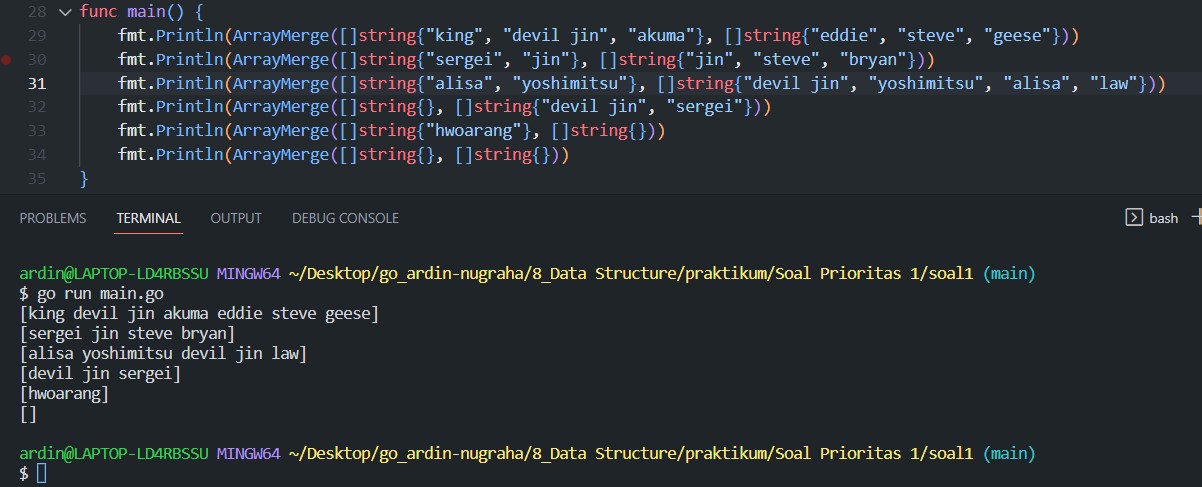 28 func main() {
29 fmt.Println(ArrayMerge([]string{"king", "devil jin", "akuma"}, []string{"eddie", "steve", "geese"}))
30 fmt.Println(ArrayMerge([]string{"sergei", "jin"}, []string{"jin", "steve", "bryan"}))
31 fmt.Println(ArrayMerge([]string{"alisa", "yoshimitsu"}, []string{"devil jin", "yoshimitsu", "alisa", "law"}))
32 fmt.Println(ArrayMerge([]string{}, []string{"devil jin", "sergei"}))
33 fmt.Println(ArrayMerge([]string{"hwoarang"}, []string{}))
34 fmt.Println(ArrayMerge([]string{}, []string{}))
35 }
PROBLEMS TERMINAL OUTPUT DEBUG CONSOLE bash
ardin@LAPTOP-LD4RBSSU MINGW64 ~/Desktop/go_ardin-nugraha/8_Data Structure/praktikum/Soal Prioritas 1/soal1 (main)
$ go run main.go
[king devil jin akuma eddie steve geese]
[sergei jin steve bryan]
[alisa yoshimitsu devil jin law]
[devil jin sergei]
[hwoarang]
[]
ardin@LAPTOP-LD4RBSSU MINGW64 ~/Desktop/go_ardin-nugraha/8_Data Structure/praktikum/Soal Prioritas 1/soal1 (main)
$